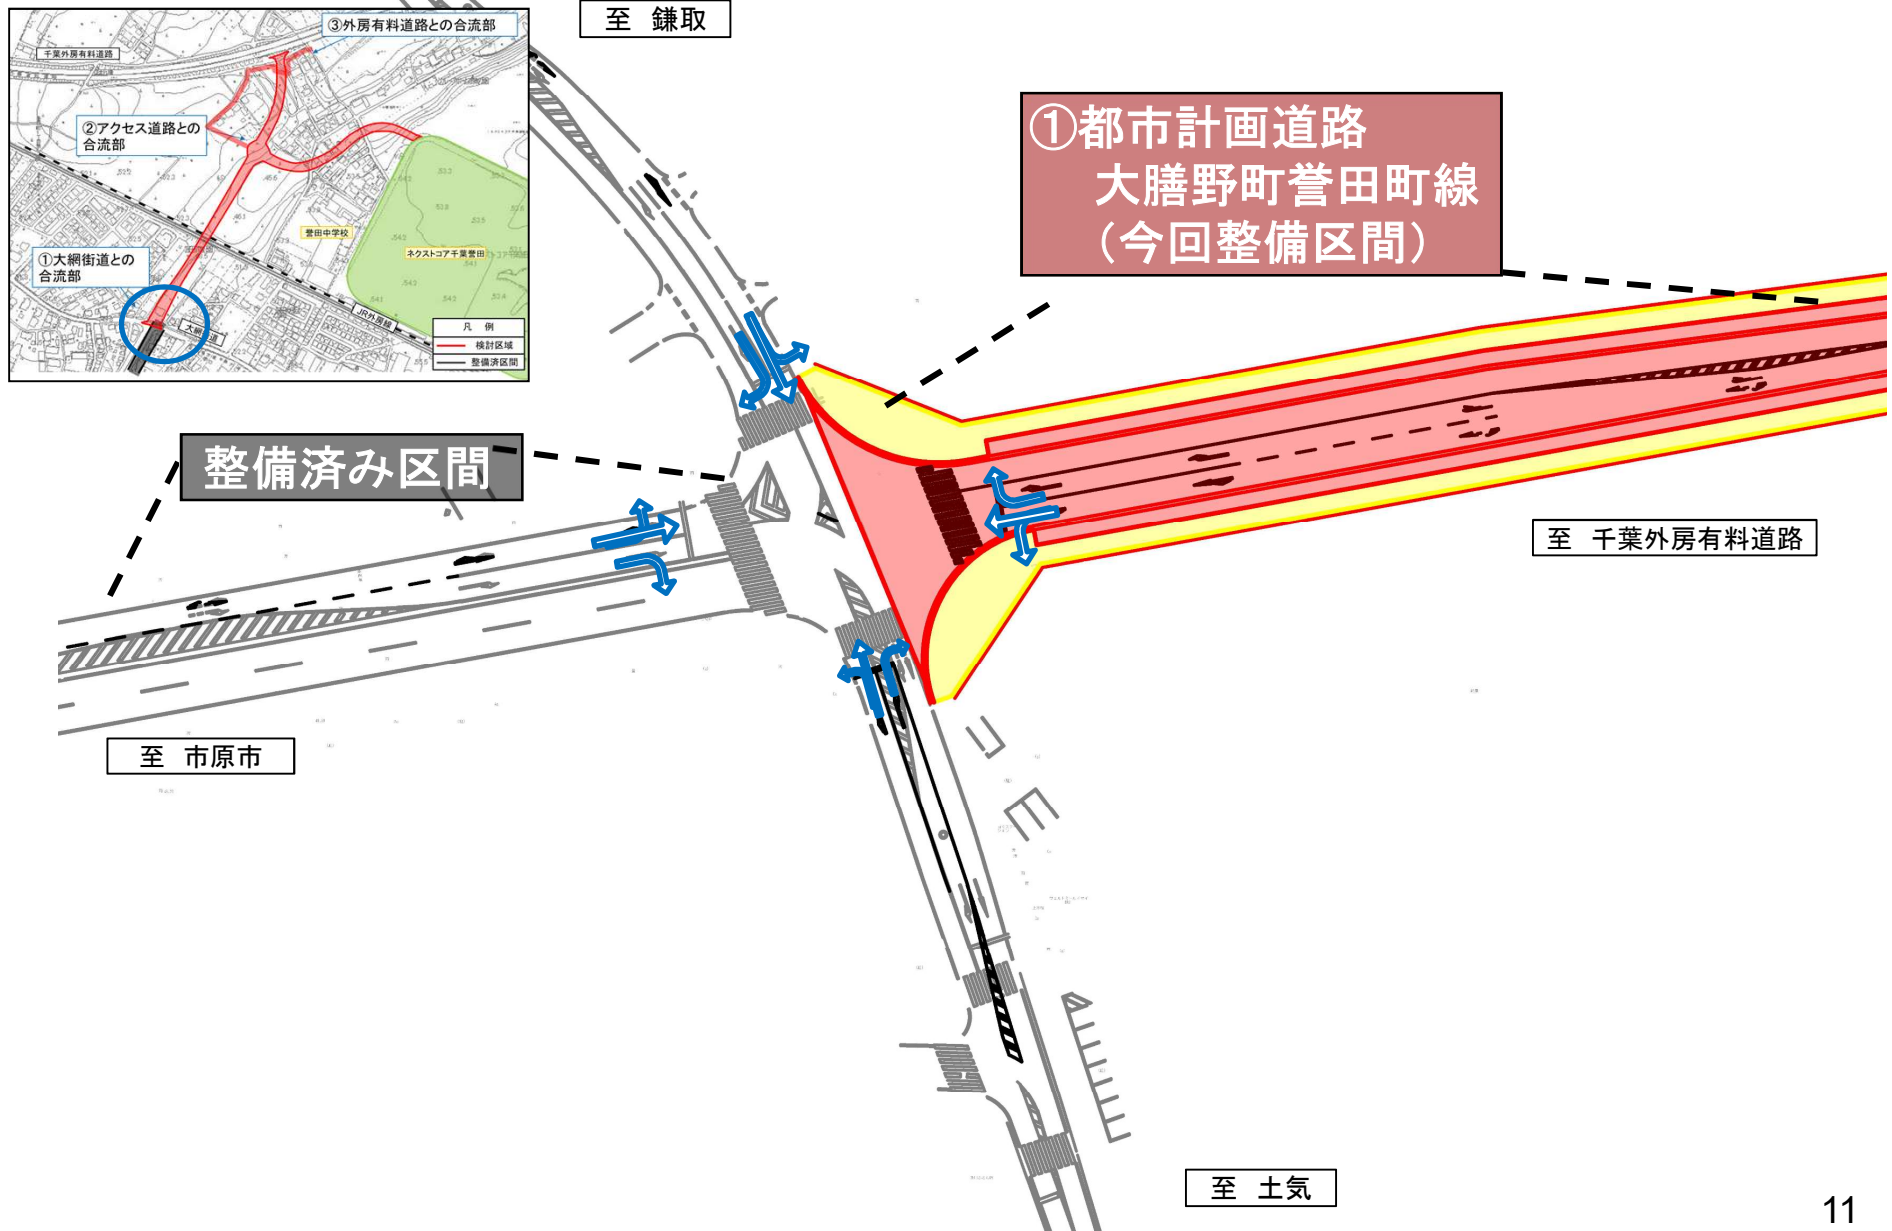 至 鎌取
③外房有料道路との合流部
千葉外房有料道路
②アクセス道路との
合流部
誉田中学校
ネクストコア千葉誉田
①大網街道との
合流部
JR外房線
凡 例
検討区域
整備済区間
①都市計画道路
大膳野町誉田町線
（今回整備区間）
整備済み区間
至 千葉外房有料道路
至 市原市
至 土気
11